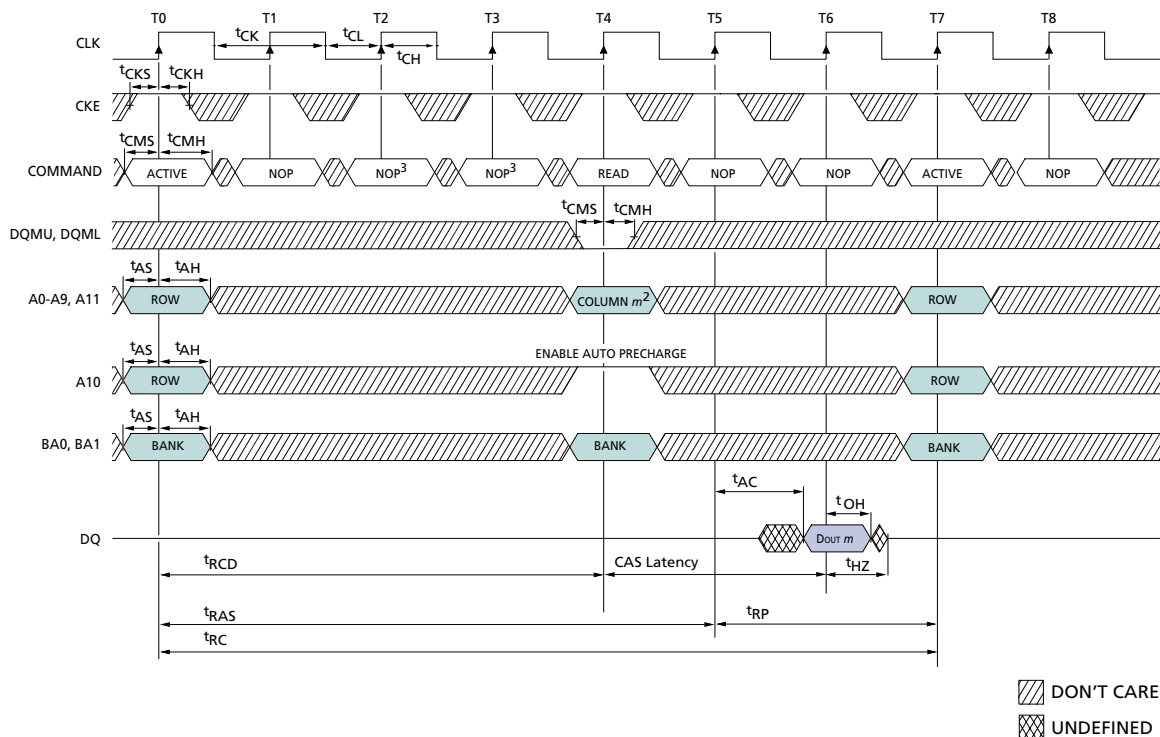 T0 T1 T2 T3 T4 T5 T6 T7 T8
CLK
tCK tCL
tCH
tCKS tCKH
CKE
tCMS tCMH
COMMAND ACTIVE NOP NOP³ NOP³ READ NOP NOP ACTIVE NOP
tCMS tCMH
DQMU, DQML
tAS tAH
A0-A9, A11 ROW COLUMN m² ROW
ENABLE AUTO PRECHARGE
tAS tAH
A10 ROW ROW
tAS tAH
BA0, BA1 BANK BANK BANK
tAC
tOH
DQ DOUT m
tRCD CAS Latency tHZ
tRAS tRP
tRC
DON'T CARE
UNDEFINED